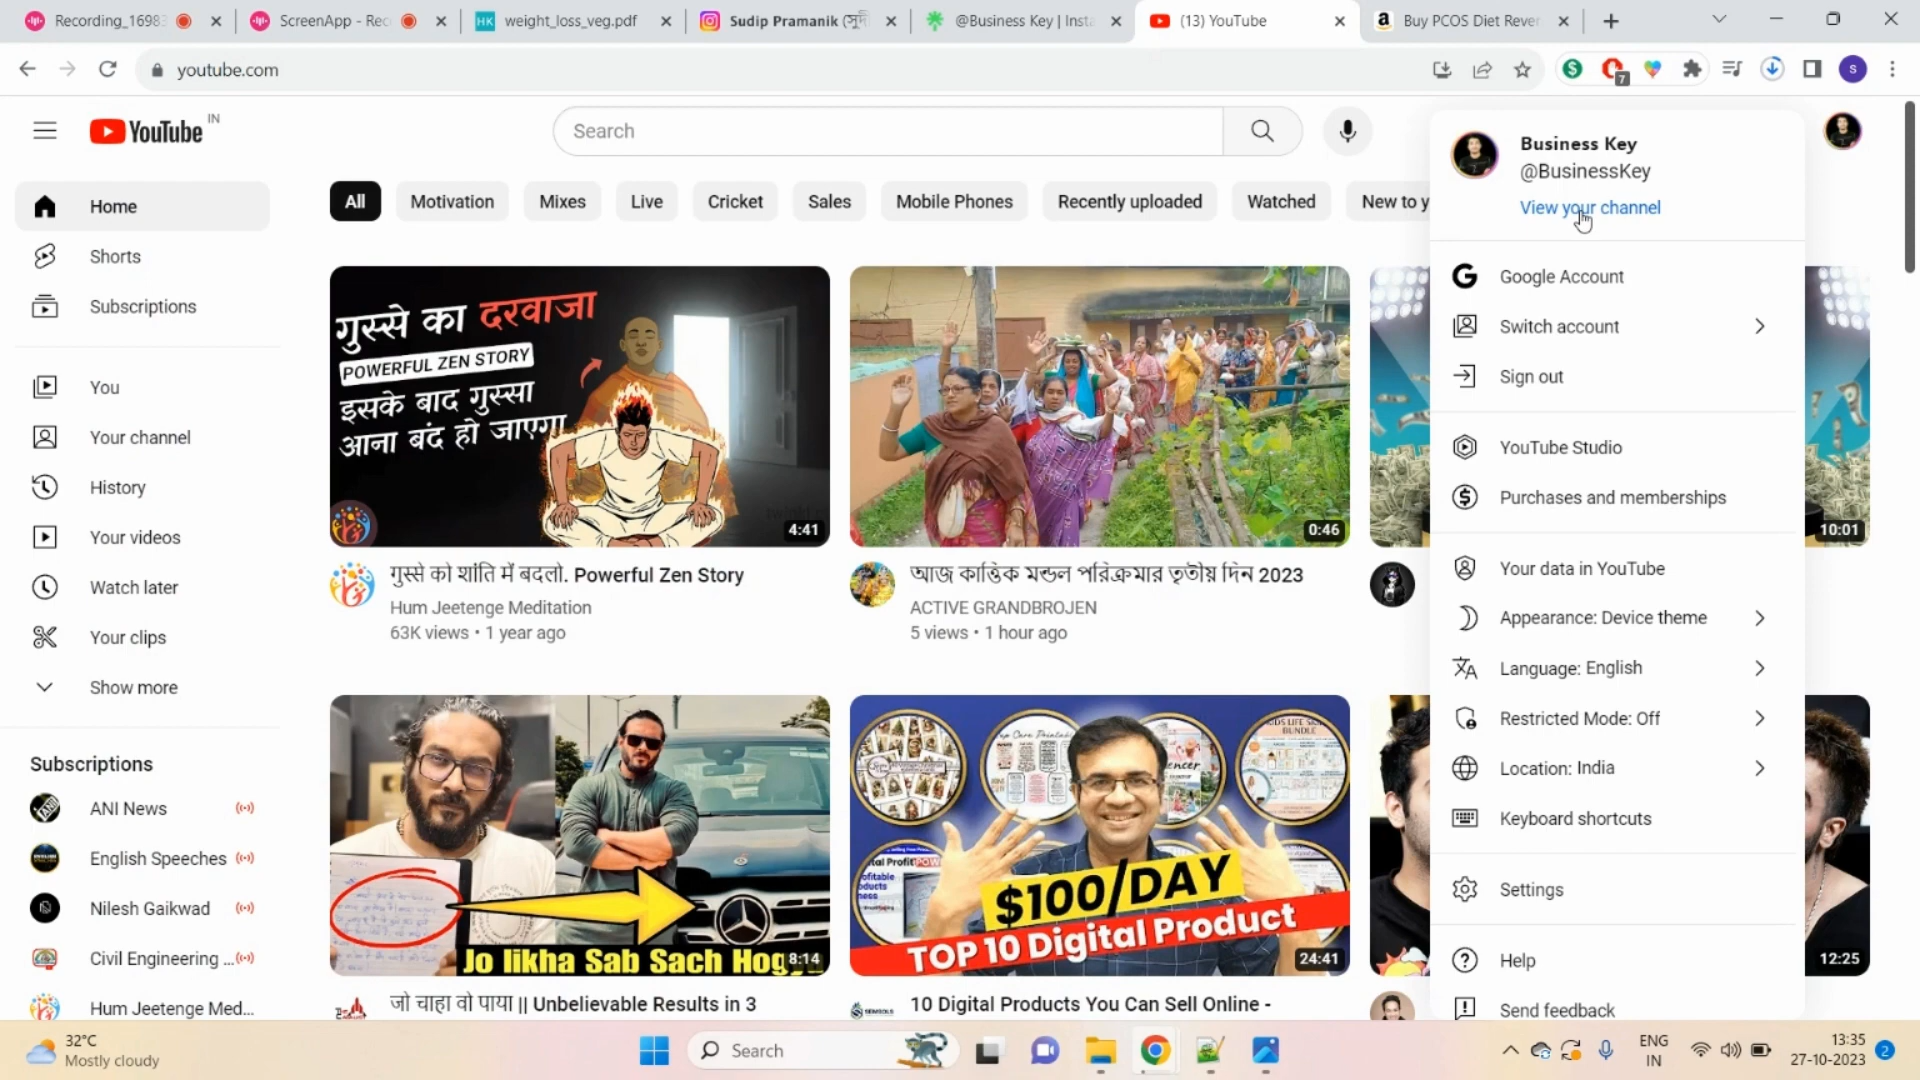 Recording_1698
ScreenApp - Rec
weight_loss_veg.pdf
Sudip Pramanik (সুদী
@Business Key | Insta
(13) YouTube
Buy PCOS Diet Rever
youtube.com
7
S
YouTube IN
Search
Business Key
@BusinessKey
View your channel
Home
Shorts
Subscriptions
You
Your channel
History
Your videos
Watch later
Your clips
Show more
Subscriptions
ANI News
English Speeches
Nilesh Gaikwad
Civil Engineering ...
Hum Jeetenge Med...
All
Motivation
Mixes
Live
Cricket
Sales
Mobile Phones
Recently uploaded
Watched
New to y
गुस्से का दरवाजा
POWERFUL ZEN STORY
इसके बाद गुस्सा
आना बंद हो जाएगा
4:41
0:46
10:01
गुस्से को शांति में बदलो. Powerful Zen Story
Hum Jeetenge Meditation
63K views • 1 year ago
আজ কার্ত্তিক মন্ডল পরিক্রমার তৃতীয় দিন 2023
ACTIVE GRANDBROJEN
5 views • 1 hour ago
Jo likha Sab Sach Hog
8:14
$100/DAY
TOP 10 Digital Product
24:41
12:25
जो चाहा वो पाया || Unbelievable Results in 3
10 Digital Products You Can Sell Online -
Google Account
Switch account
Sign out
YouTube Studio
Purchases and memberships
Your data in YouTube
Appearance: Device theme
Language: English
Restricted Mode: Off
Location: India
Keyboard shortcuts
Settings
Help
Send feedback
32°C
Mostly cloudy
Search
ENG
IN
13:35
27-10-2023
2